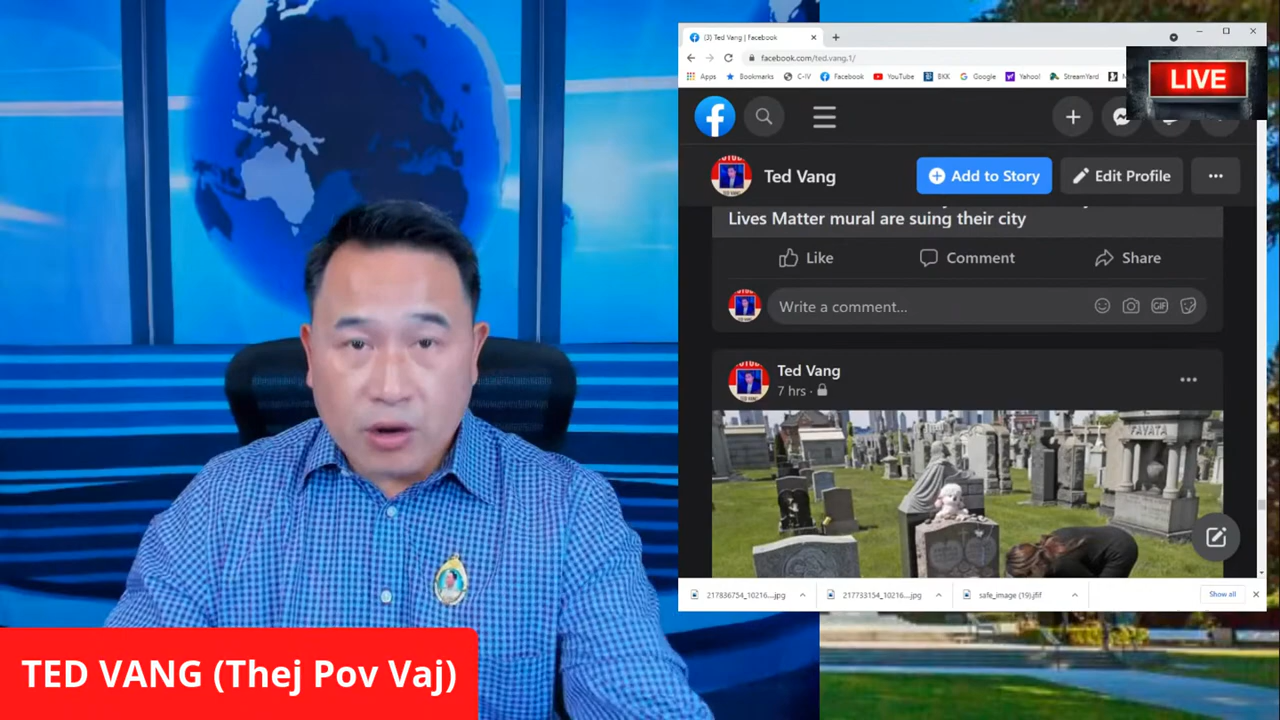 (3) Ted Vang | Facebook
facebook.com/ted.vang.1/
Apps Bookmarks C-IV Facebook YouTube BKK Google Yahoo! StreamYard
LIVE
Ted Vang
Add to Story
Edit Profile
Lives Matter mural are suing their city
Like
Comment
Share
Write a comment...
GIF
Ted Vang
7 hrs
FAVATA
217836754_10216....jpg
217733154_10216....jpg
safe_image (19).jfif
Show all
TED VANG (Thej Pov Vaj)